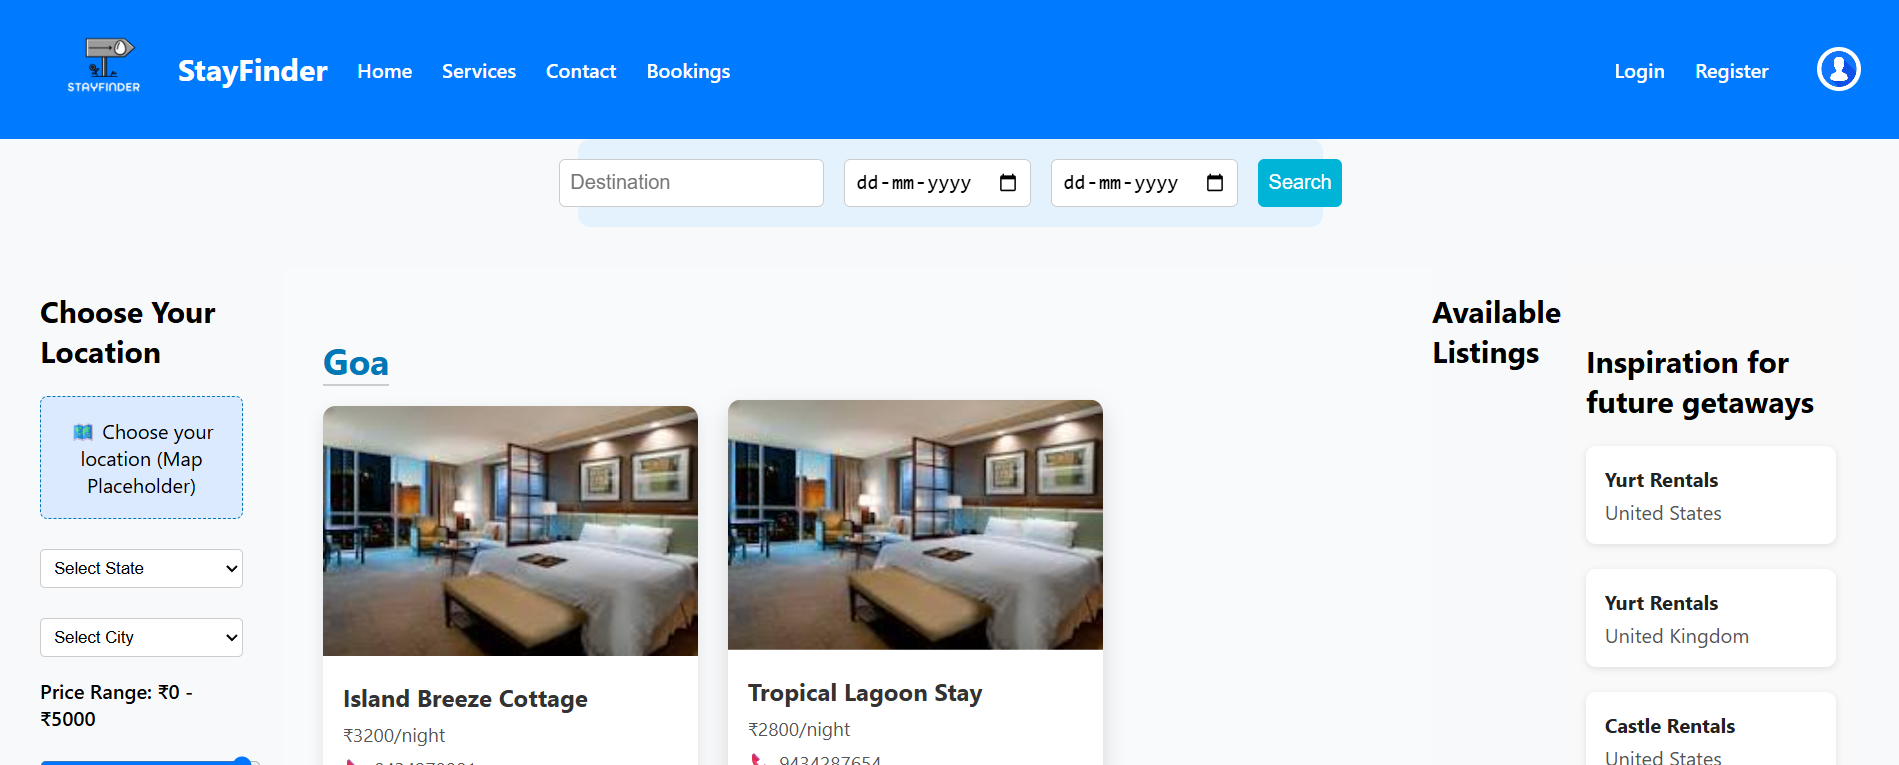 STAYFINDER
StayFinder
Home
Services
Contact
Bookings
Login
Register
Destination
dd-mm-yyyy
dd-mm-yyyy
Search
Choose Your
Location
Choose your
location (Map
Placeholder)
Select State
Select City
Price Range: ₹0 -
₹5000
Goa
Island Breeze Cottage
₹3200/night
Tropical Lagoon Stay
₹2800/night
9434287654
Available
Listings
Inspiration for
future getaways
Yurt Rentals
United States
Yurt Rentals
United Kingdom
Castle Rentals
United States